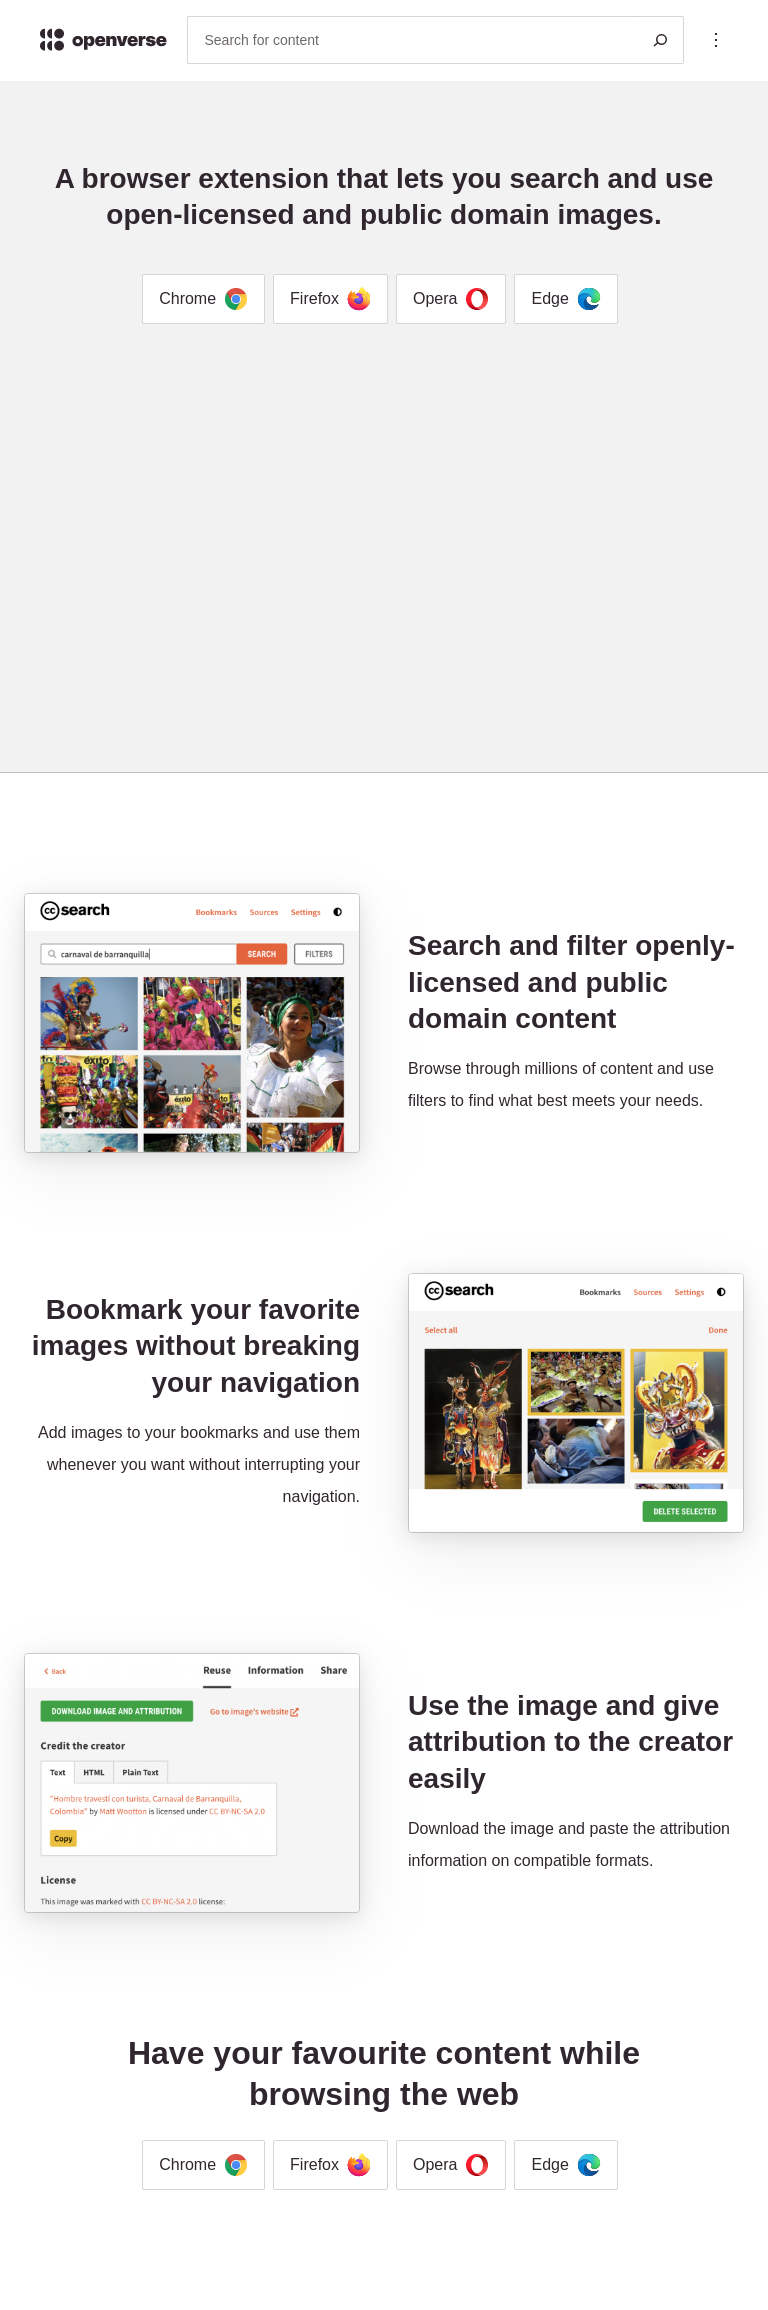 openverse
Search for content
A browser extension that lets you search and use
open-licensed and public domain images.
Chrome
Firefox
Opera
Edge
cc search
Bookmarks Sources Settings
carnaval de barranquilla
SEARCH
FILTERS
éxito
éxito
Search and filter openly-
licensed and public
domain content
Browse through millions of content and use
filters to find what best meets your needs.
Bookmark your favorite
images without breaking
your navigation
Add images to your bookmarks and use them
whenever you want without interrupting your
navigation.
cc search
Bookmarks Sources Settings
Select all
Done
DELETE SELECTED
Back
Reuse Information Share
DOWNLOAD IMAGE AND ATTRIBUTION
Go to image's website
Credit the creator
Text HTML Plain Text
"Hombre travestí con turista, Carnaval de Barranquilla,
Colombia" by Matt Wootton is licensed under CC BY-NC-SA 2.0
Copy
License
This image was marked with CC BY-NC-SA 2.0 license:
Use the image and give
attribution to the creator
easily
Download the image and paste the attribution
information on compatible formats.
Have your favourite content while
browsing the web
Chrome
Firefox
Opera
Edge